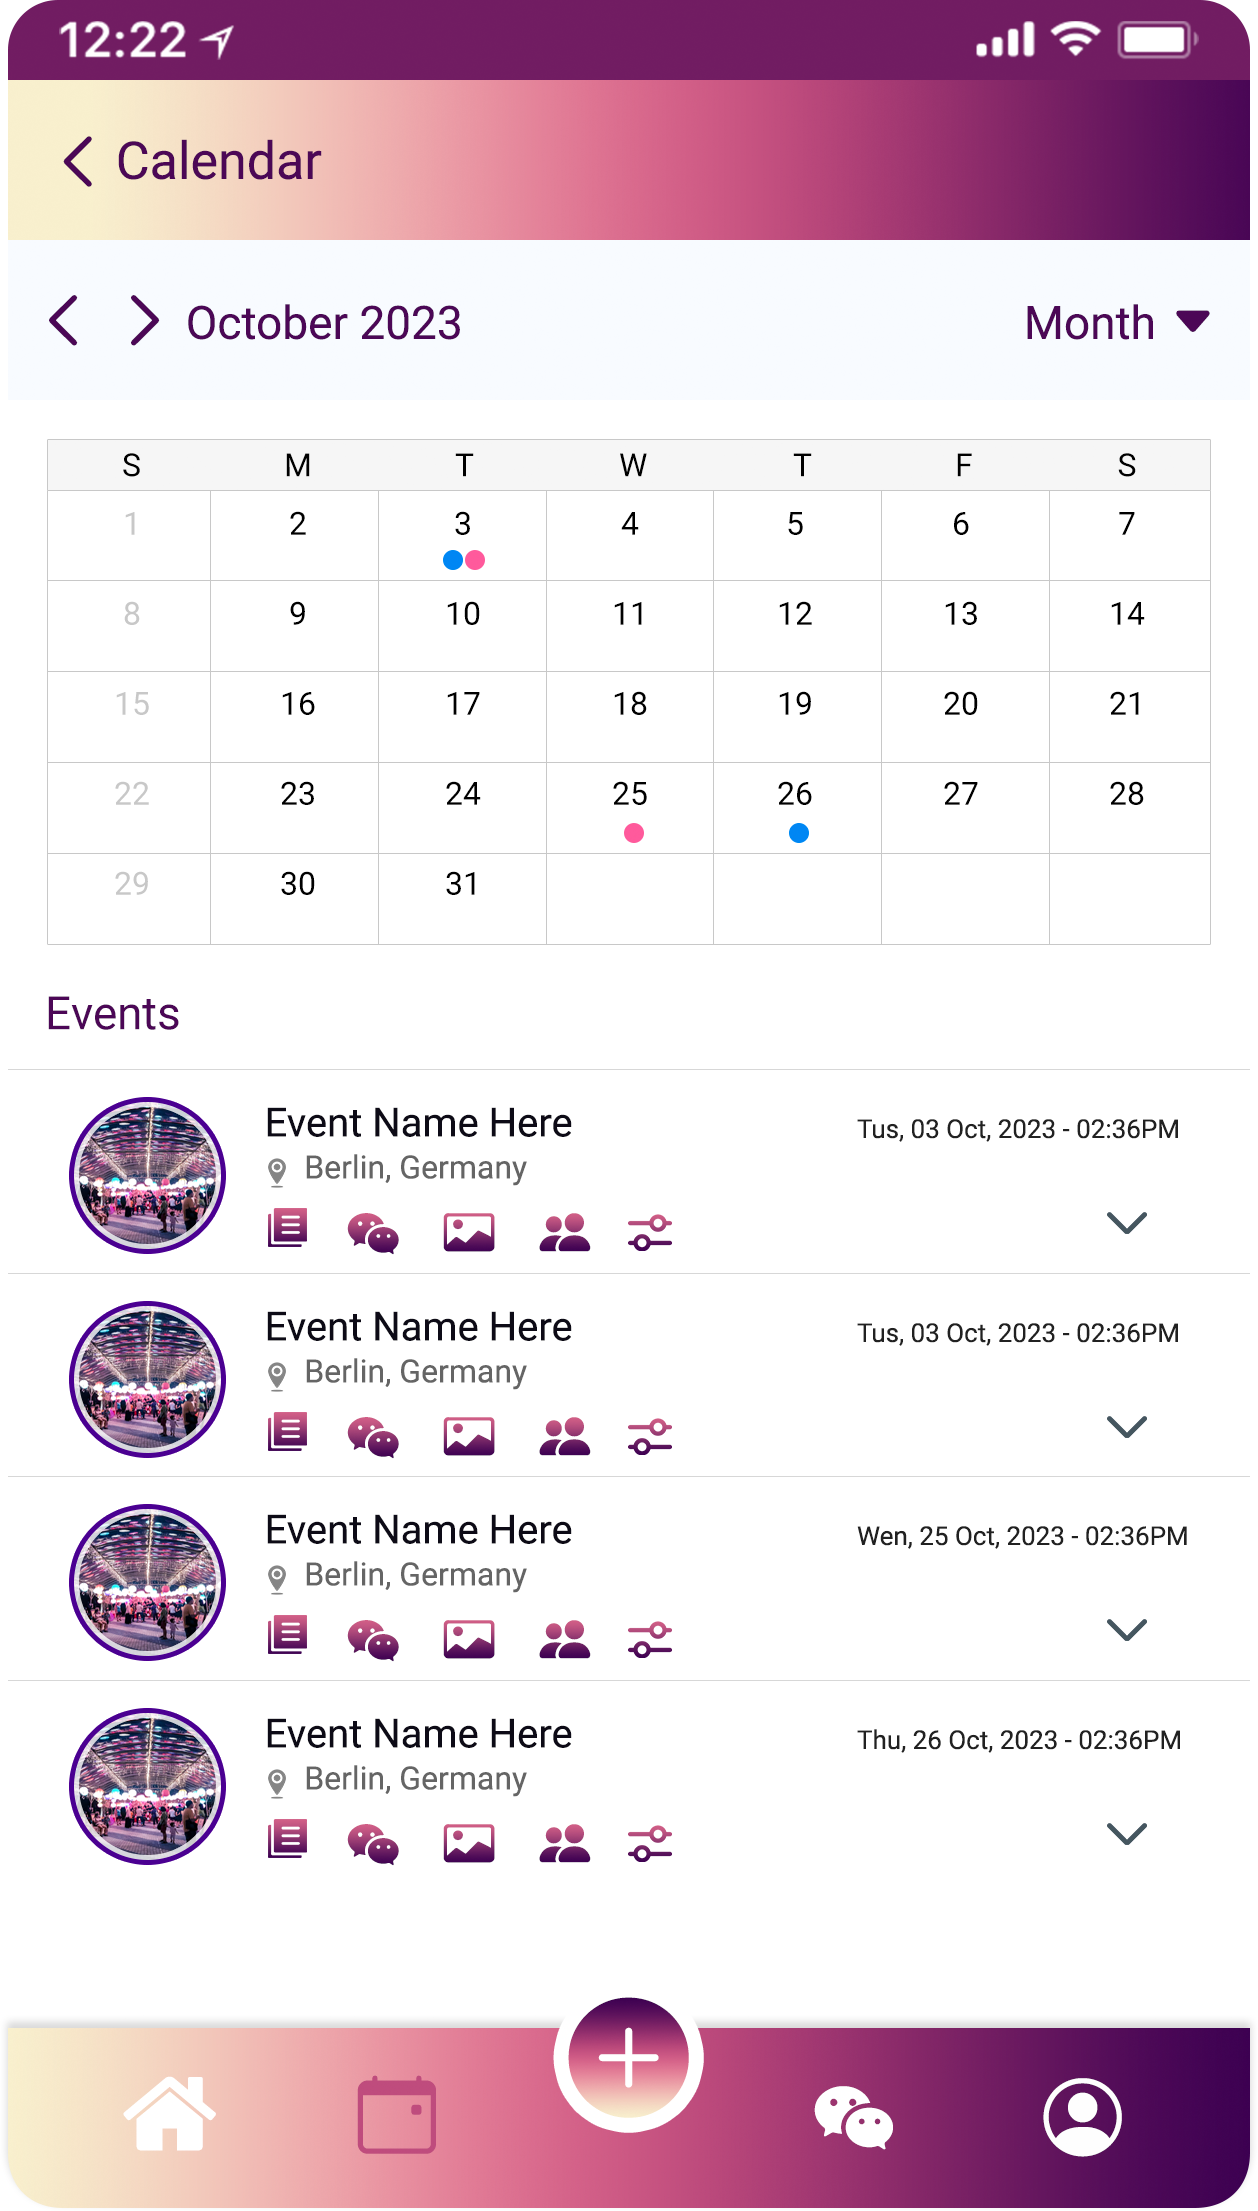 12:22
Calendar
October 2023 Month
S M T W T F S
1 2 3 4 5 6 7
8 9 10 11 12 13 14
15 16 17 18 19 20 21
22 23 24 25 26 27 28
29 30 31
Events
Event Name Here Tus, 03 Oct, 2023 - 02:36PM
Berlin, Germany
Event Name Here Tus, 03 Oct, 2023 - 02:36PM
Berlin, Germany
Event Name Here Wen, 25 Oct, 2023 - 02:36PM
Berlin, Germany
Event Name Here Thu, 26 Oct, 2023 - 02:36PM
Berlin, Germany